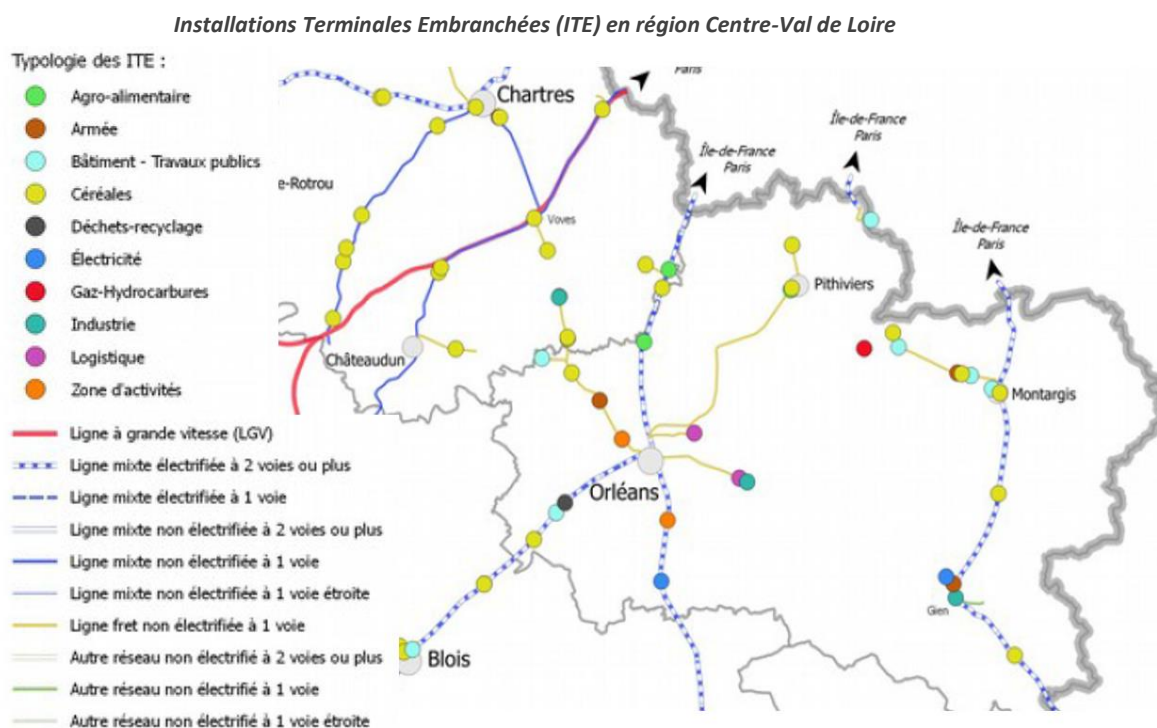 Installations Terminales Embranchées (ITE) en région Centre-Val de Loire
Typologie des ITE :
Agro-alimentaire
Armée
Bâtiment - Travaux publics
Céréales
Déchets-recyclage
Électricité
Gaz-Hydrocarbures
Industrie
Logistique
Zone d'activités
Ligne à grande vitesse (LGV)
Ligne mixte électrifiée à 2 voies ou plus
Ligne mixte électrifiée à 1 voie
Ligne mixte non électrifiée à 2 voies ou plus
Ligne mixte non électrifiée à 1 voie
Ligne mixte non électrifiée à 1 voie étroite
Ligne fret non électrifiée à 1 voie
Autre réseau non électrifié à 2 voies ou plus
Autre réseau non électrifié à 1 voie
Autre réseau non électrifié à 1 voie étroite
Paris
Chartres
Île-de-France
Paris
Île-de-France
Paris
e-Rotrou
Voves
Île-de-France
Paris
Pithiviers
Châteaudun
Montargis
Orléans
Gien
Blois